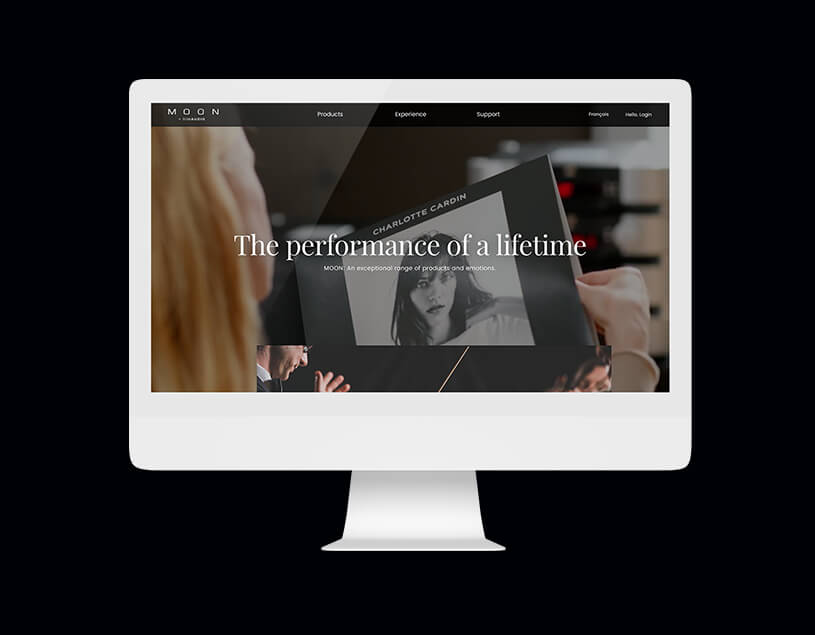 MOON
Products Experience Support Français Hello, Login
CHARLOTTE CARDIN
The performance of a lifetime
MOON: An exceptional range of products and emotions.